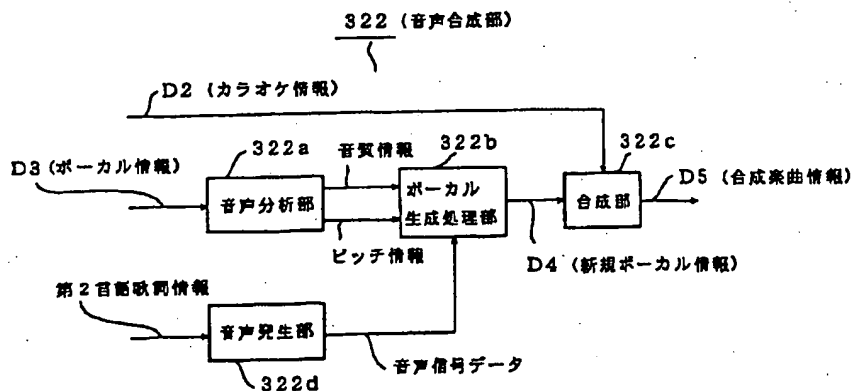 322 (音声合成部)
D2 (カラオケ情報)
322a
音質情報
322b
322c
D3 (ボーカル情報)
D5 (合成楽曲情報)
音声分析部
ボーカル
生成処理部
合成部
ピッチ情報
D4 (新規ボーカル情報)
第2言語歌詞情報
音声発生部
音声信号データ
322d